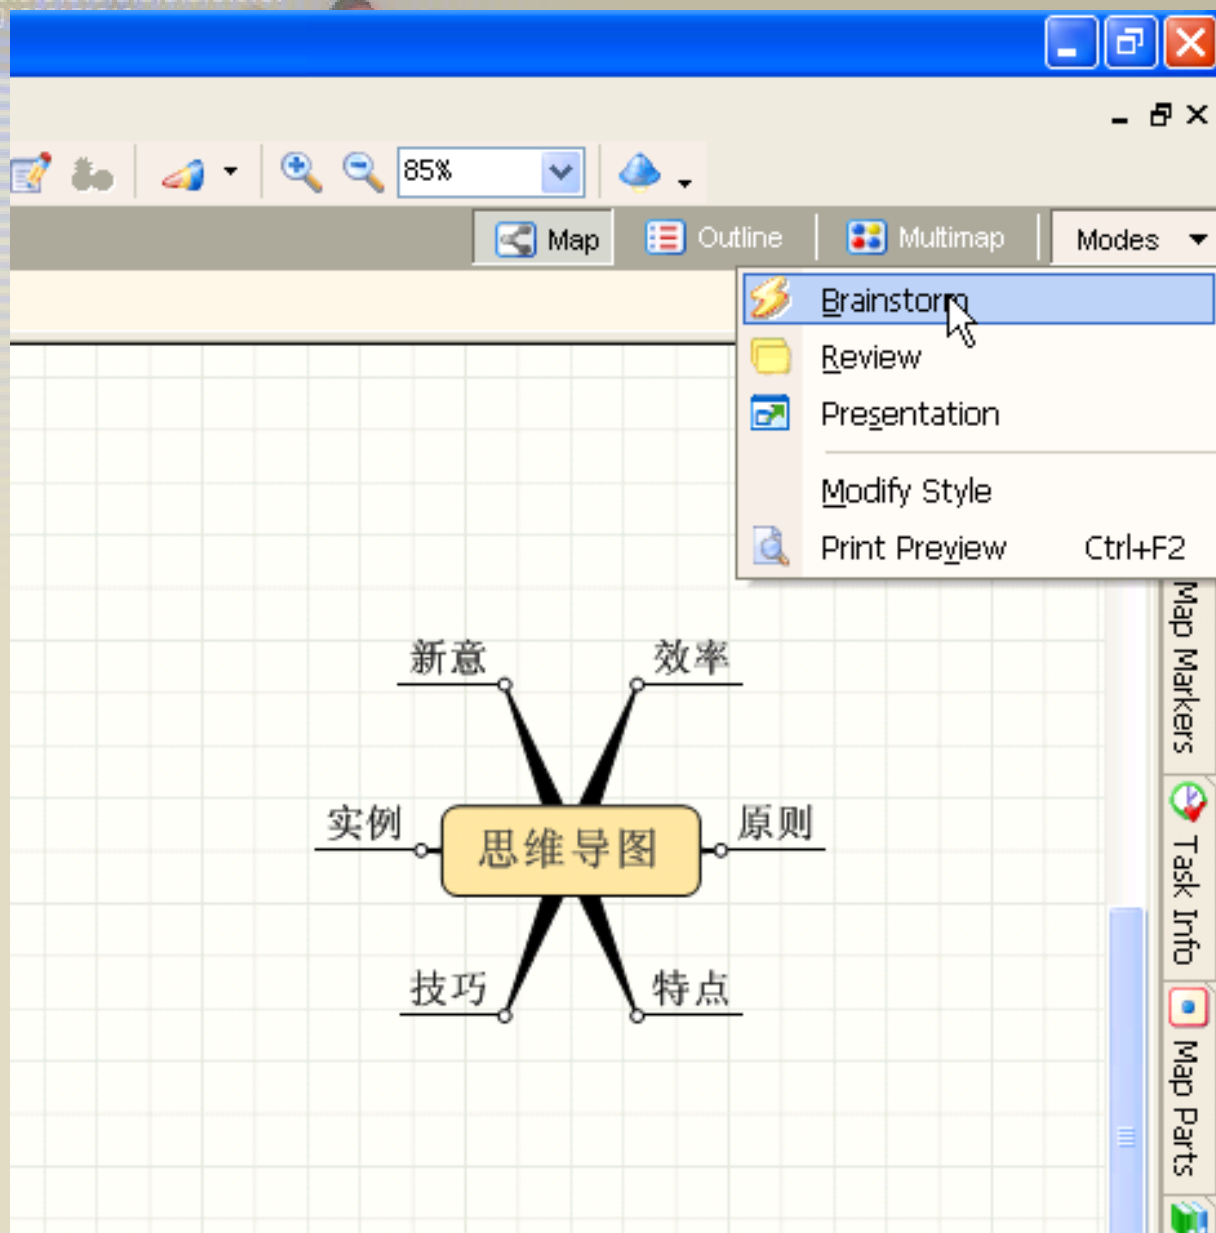 85%
Map Outline Multimap Modes
Brainstorm
Review
Presentation
Modify Style
Print Preview Ctrl+F2
新意 效率
实例 思维导图 原则
技巧 特点
Map Markers
Task Info
Map Parts